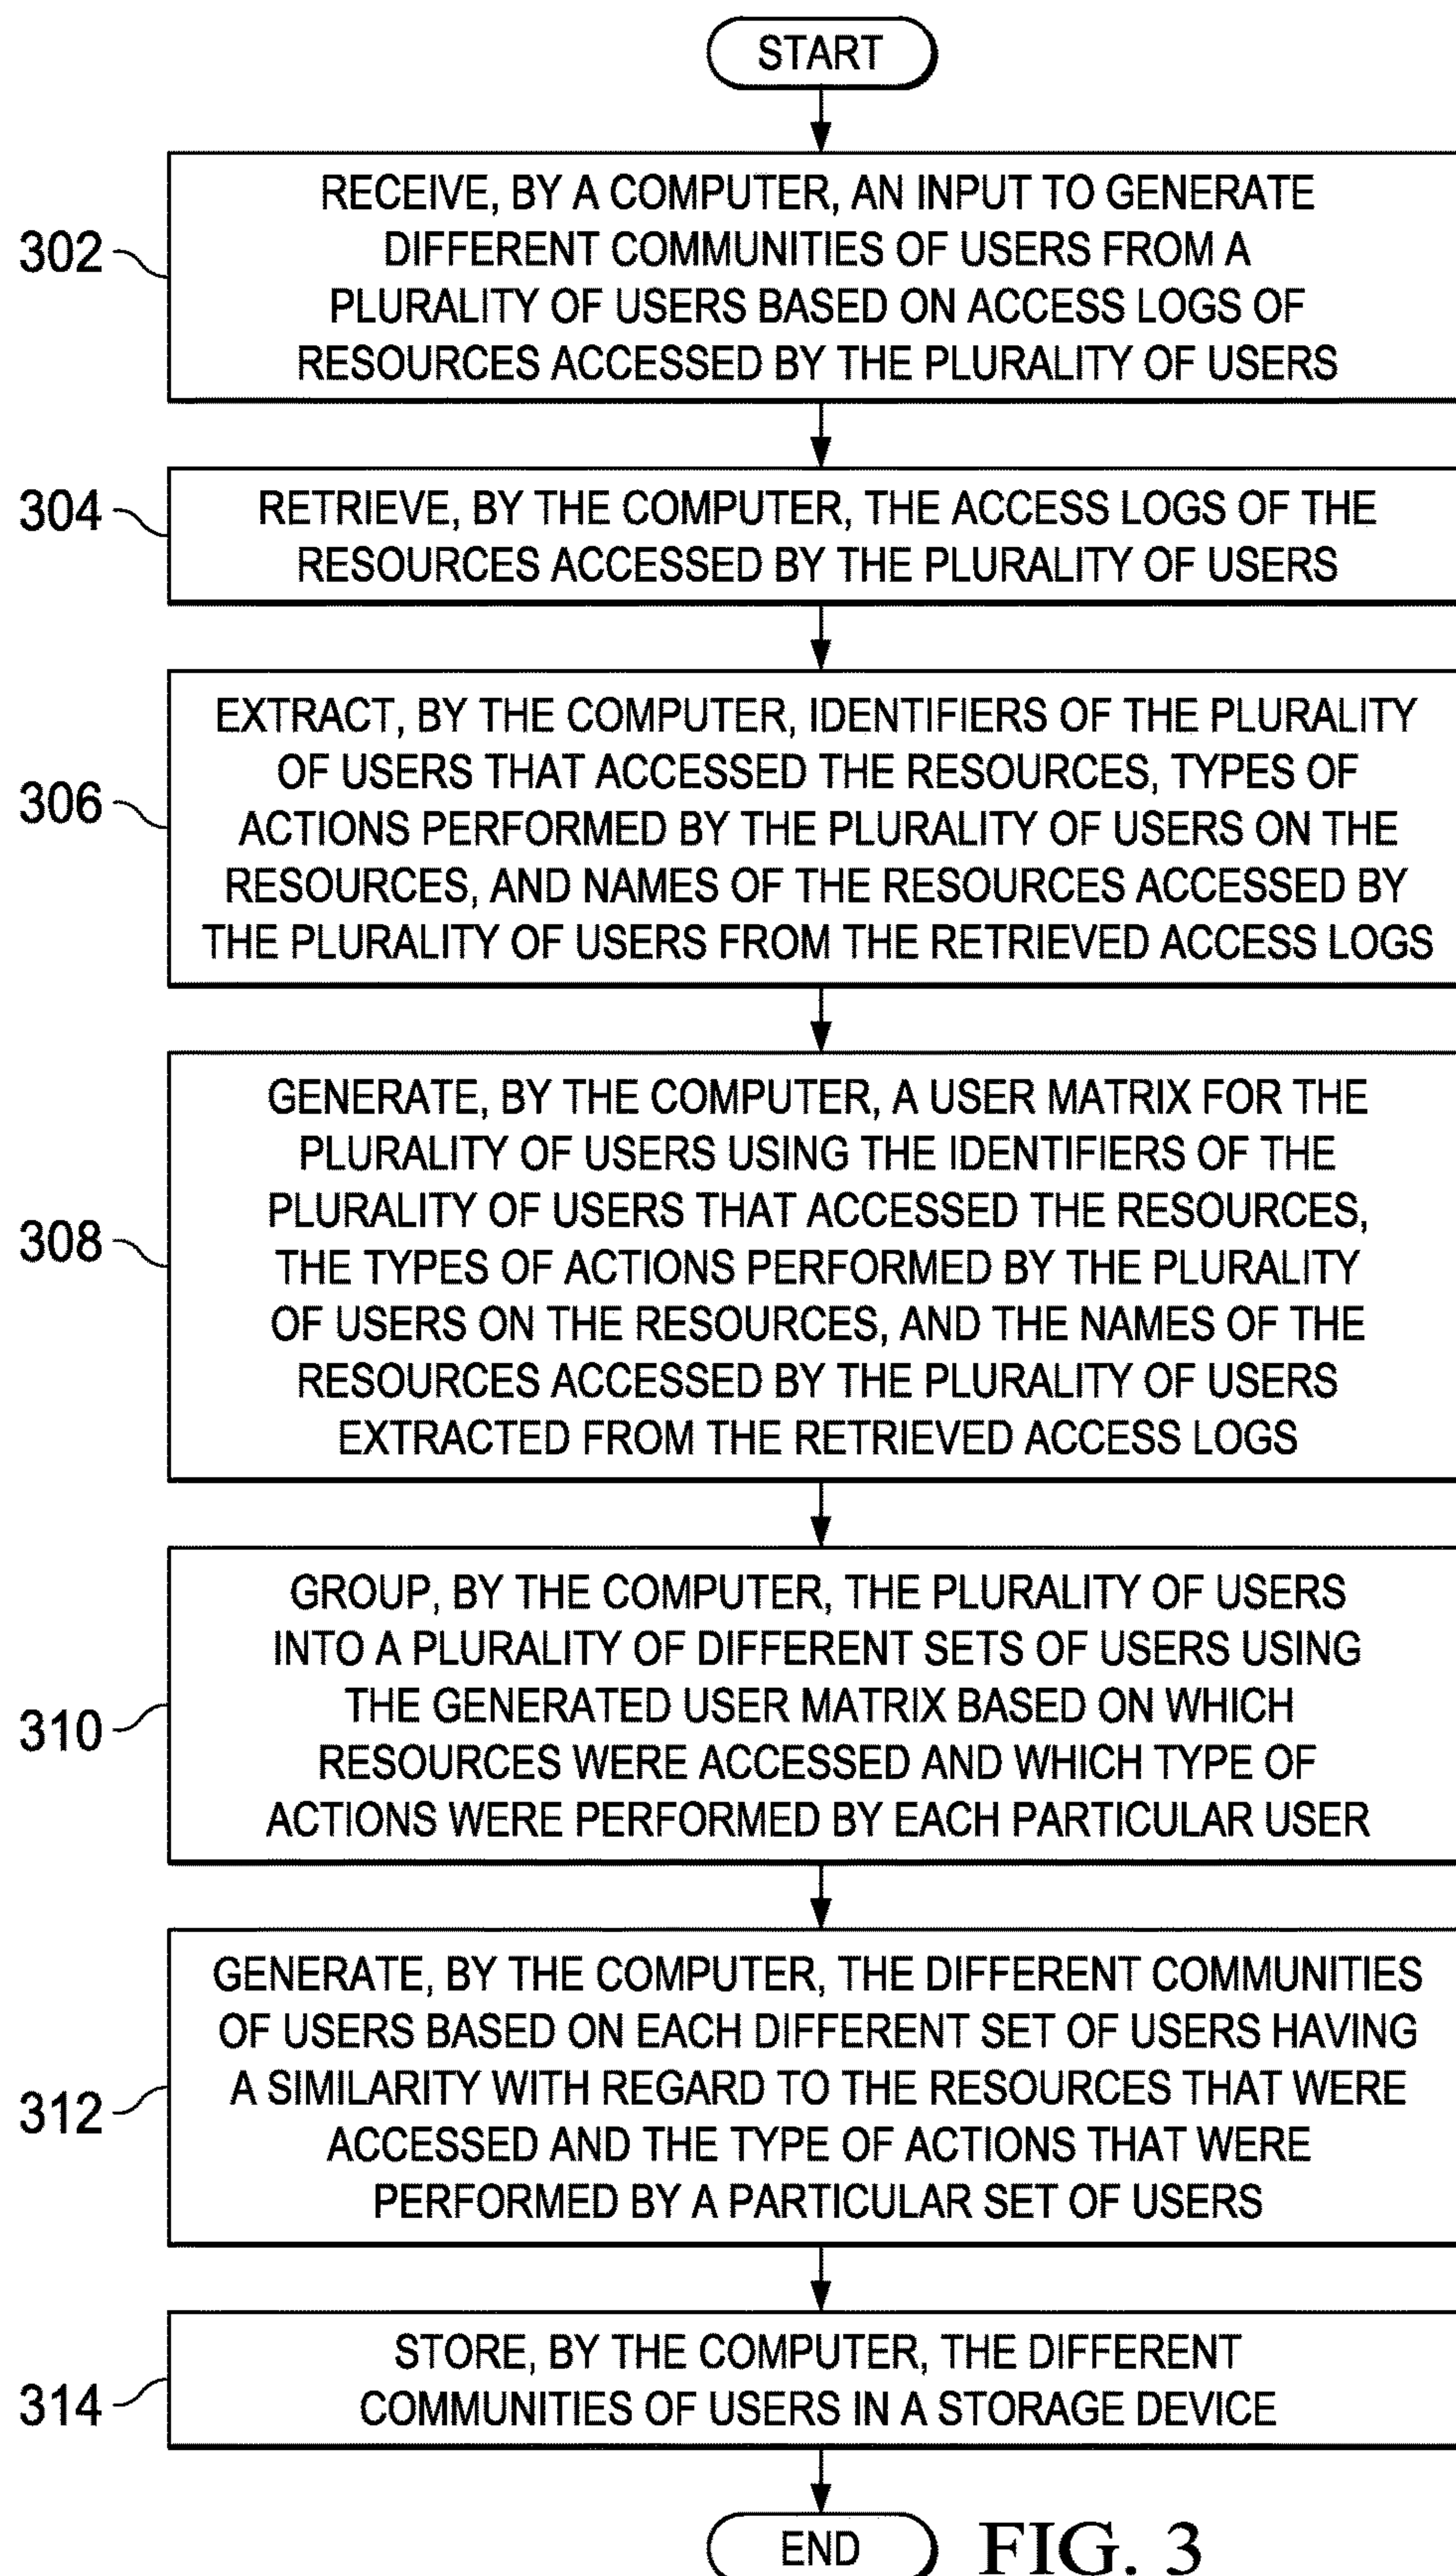 START
302
RECEIVE, BY A COMPUTER, AN INPUT TO GENERATE
DIFFERENT COMMUNITIES OF USERS FROM A
PLURALITY OF USERS BASED ON ACCESS LOGS OF
RESOURCES ACCESSED BY THE PLURALITY OF USERS
304
RETRIEVE, BY THE COMPUTER, THE ACCESS LOGS OF THE
RESOURCES ACCESSED BY THE PLURALITY OF USERS
306
EXTRACT, BY THE COMPUTER, IDENTIFIERS OF THE PLURALITY
OF USERS THAT ACCESSED THE RESOURCES, TYPES OF
ACTIONS PERFORMED BY THE PLURALITY OF USERS ON THE
RESOURCES, AND NAMES OF THE RESOURCES ACCESSED BY
THE PLURALITY OF USERS FROM THE RETRIEVED ACCESS LOGS
308
GENERATE, BY THE COMPUTER, A USER MATRIX FOR THE
PLURALITY OF USERS USING THE IDENTIFIERS OF THE
PLURALITY OF USERS THAT ACCESSED THE RESOURCES,
THE TYPES OF ACTIONS PERFORMED BY THE PLURALITY
OF USERS ON THE RESOURCES, AND THE NAMES OF THE
RESOURCES ACCESSED BY THE PLURALITY OF USERS
EXTRACTED FROM THE RETRIEVED ACCESS LOGS
310
GROUP, BY THE COMPUTER, THE PLURALITY OF USERS
INTO A PLURALITY OF DIFFERENT SETS OF USERS USING
THE GENERATED USER MATRIX BASED ON WHICH
RESOURCES WERE ACCESSED AND WHICH TYPE OF
ACTIONS WERE PERFORMED BY EACH PARTICULAR USER
312
GENERATE, BY THE COMPUTER, THE DIFFERENT COMMUNITIES
OF USERS BASED ON EACH DIFFERENT SET OF USERS HAVING
A SIMILARITY WITH REGARD TO THE RESOURCES THAT WERE
ACCESSED AND THE TYPE OF ACTIONS THAT WERE
PERFORMED BY A PARTICULAR SET OF USERS
314
STORE, BY THE COMPUTER, THE DIFFERENT
COMMUNITIES OF USERS IN A STORAGE DEVICE
END
FIG. 3